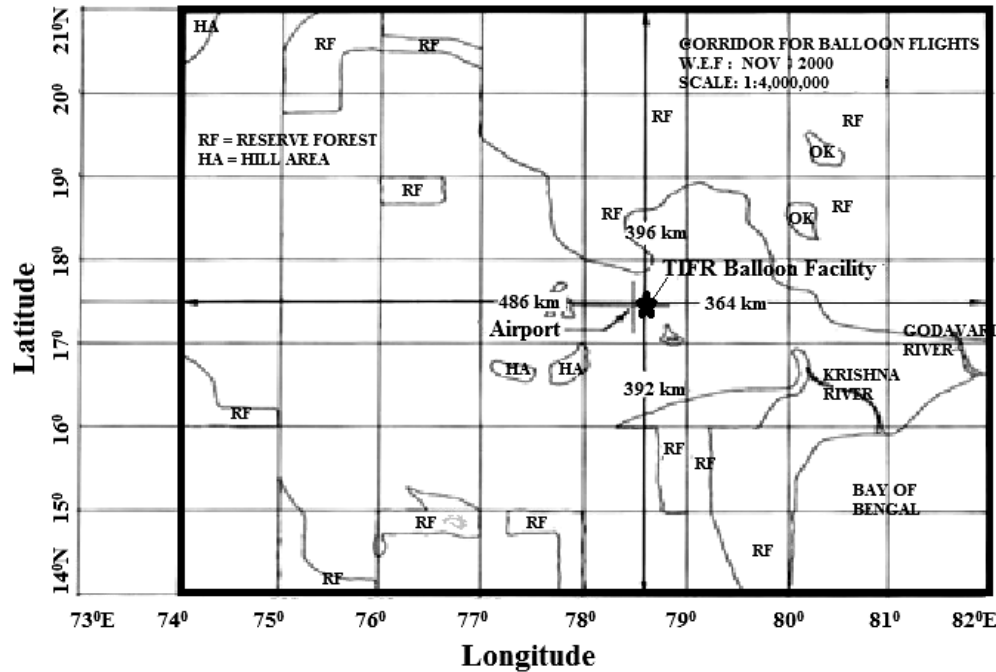 21⁰N
HA
RF
RF
CORRIDOR FOR BALLOON FLIGHTS
W.E.F : NOV : 2000
SCALE: 1:4,000,000
20⁰
RF
RF
RF = RESERVE FOREST
HA = HILL AREA
OK
19⁰
RF
RF
OK
RF
396 km
18⁰
TIFR Balloon Facility
486 km
364 km
Airport
17⁰
GODAVARI
RIVER
HA
HA
KRISHNA
RIVER
392 km
RF
16⁰
RF
RF
BAY OF
BENGAL
15⁰
RF
RF
RF
RF
14⁰N
73⁰E
74⁰
75⁰
76⁰
77⁰
78⁰
79⁰
80⁰
81⁰
82⁰E
Latitude
Longitude